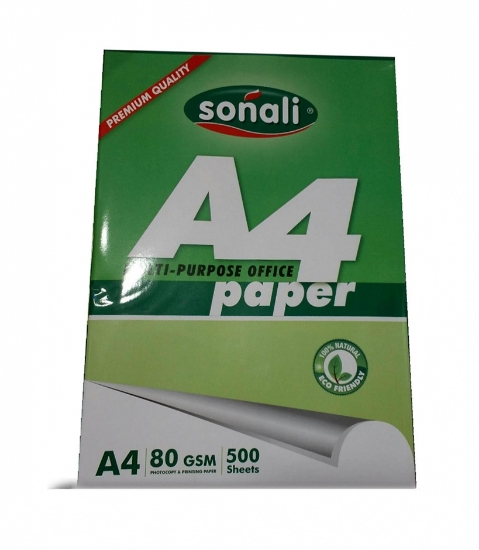 PREMIUM QUALITY
sonali ®
A4
TI-PURPOSE OFFICE
paper
100% NATURAL
ECO FRIENDLY
A4 80 GSM 500
PHOTOCOPY & PRINTING PAPER Sheets